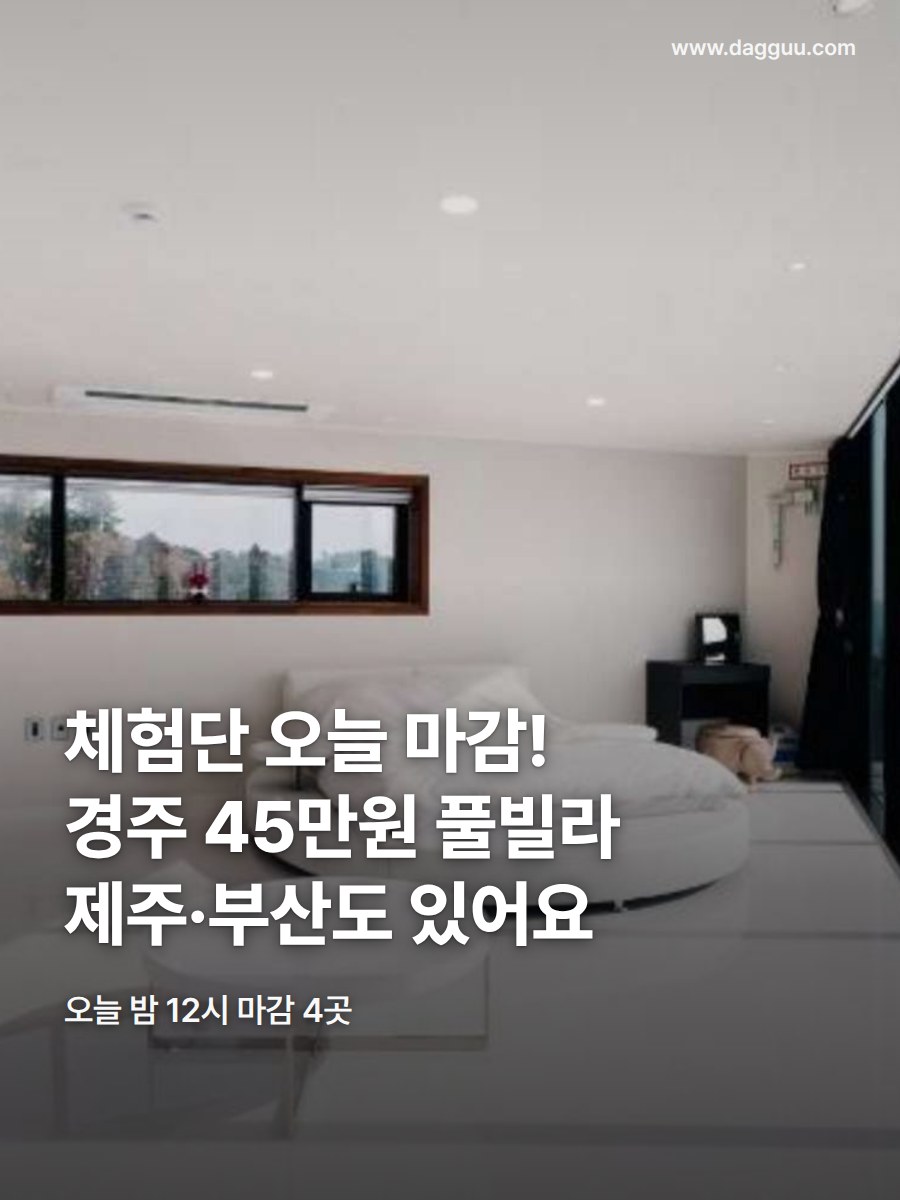 www.dagguu.com
체험단 오늘 마감!
경주 45만원 풀빌라
제주·부산도 있어요
오늘 밤 12시 마감 4곳